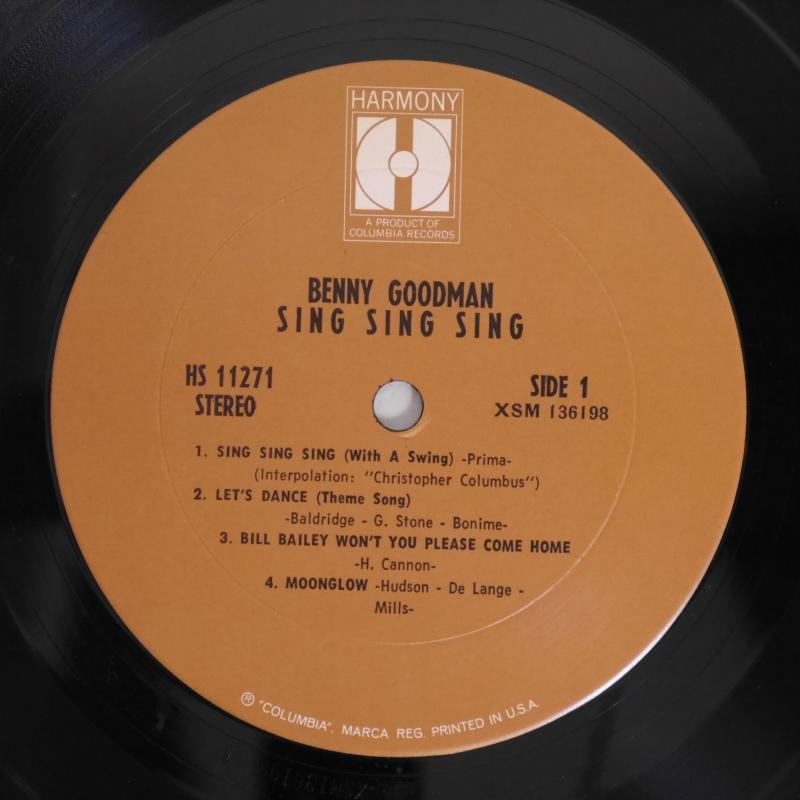 HARMONY
A PRODUCT OF
COLUMBIA RECORDS
BENNY GOODMAN
SING SING SING
HS 11271
STEREO
SIDE 1
XSM 136198
1. SING SING SING (With A Swing) -Prima-
(Interpolation: "Christopher Columbus")
2. LET'S DANCE (Theme Song)
-Baldridge - G. Stone - Bonime-
3. BILL BAILEY WON'T YOU PLEASE COME HOME
-H. Cannon-
4. MOONGLOW -Hudson - De Lange -
Mills-
® "COLUMBIA", MARCA REG. PRINTED IN U.S.A.